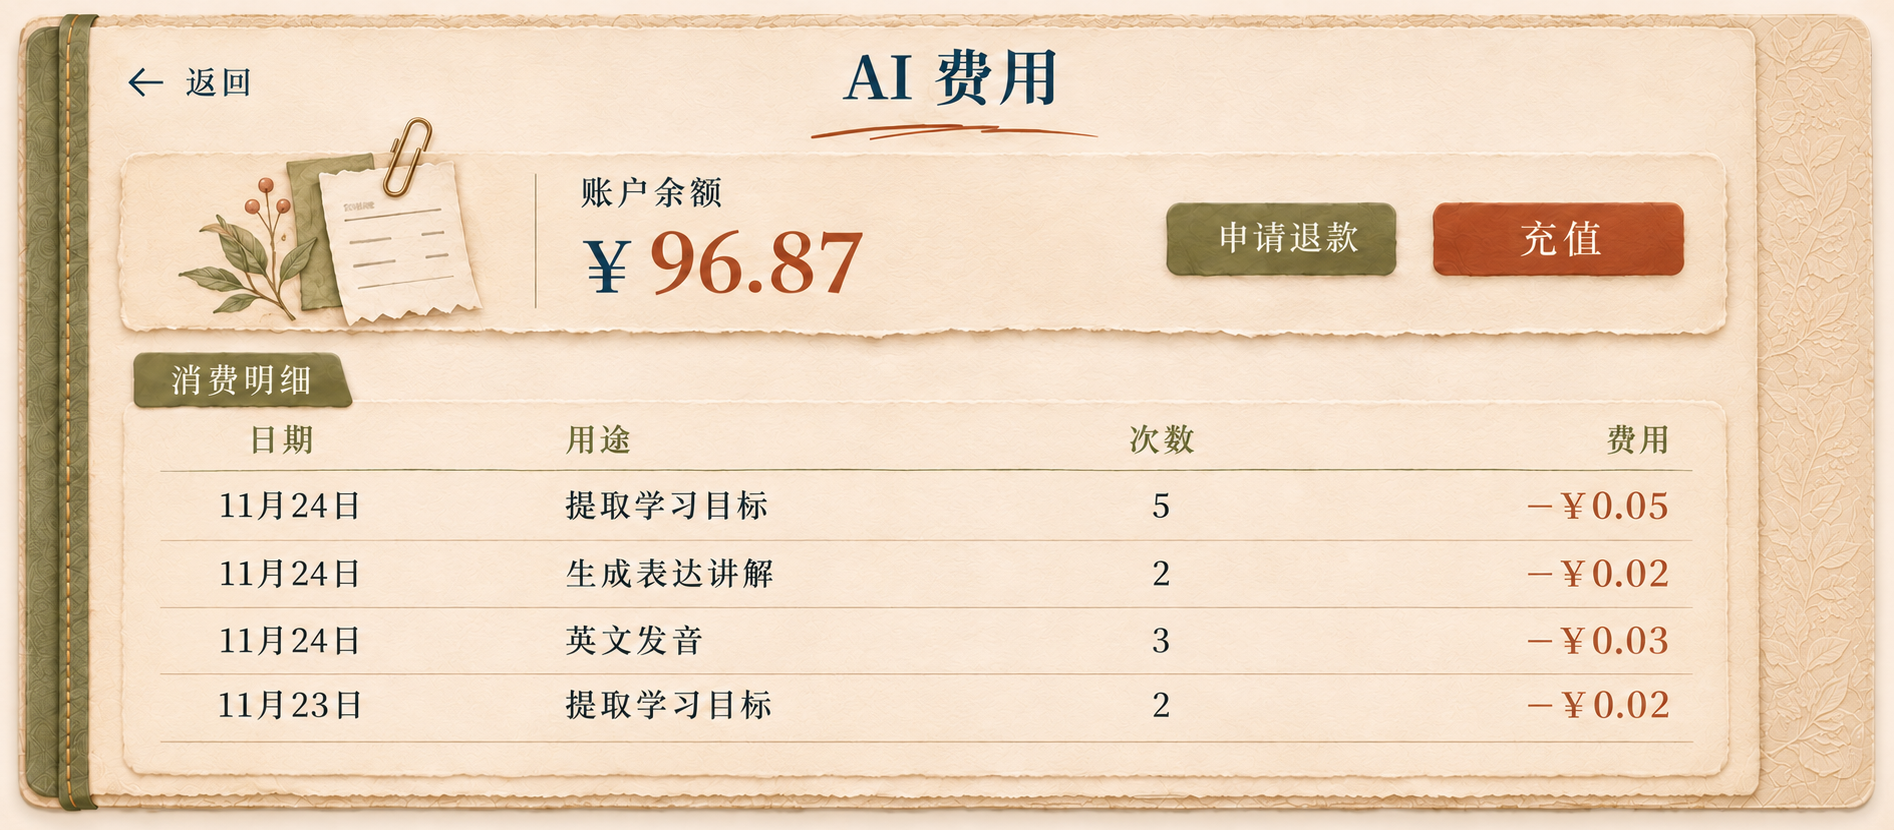 ← 返回
AI 费用
账户余额
¥ 96.87
申请退款
充值
消费明细
日期 用途 次数 费用
11月24日 提取学习目标 5 −¥0.05
11月24日 生成表达讲解 2 −¥0.02
11月24日 英文发音 3 −¥0.03
11月23日 提取学习目标 2 −¥0.02